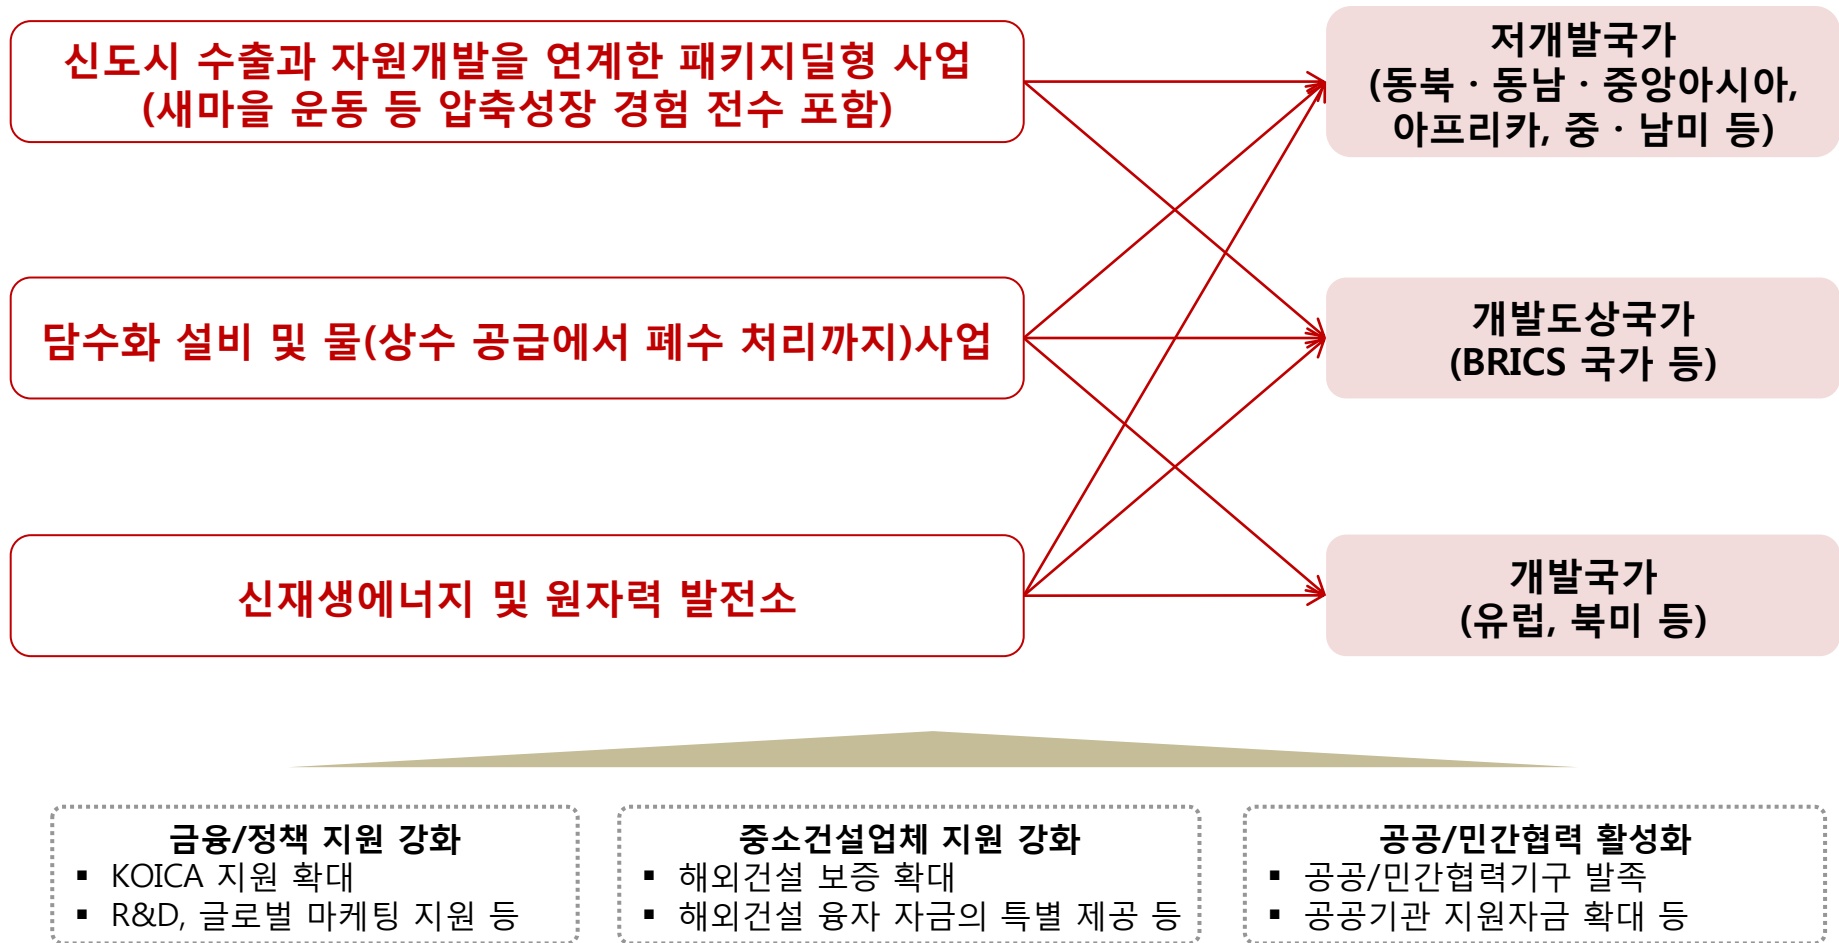 신도시 수출과 자원개발을 연계한 패키지딜형 사업
(새마을 운동 등 압축성장 경험 전수 포함)
저개발국가
(동북 · 동남 · 중앙아시아,
아프리카, 중 · 남미 등)
담수화 설비 및 물(상수 공급에서 폐수 처리까지)사업
개발도상국가
(BRICS 국가 등)
신재생에너지 및 원자력 발전소
개발국가
(유럽, 북미 등)
금융/정책 지원 강화
▪ KOICA 지원 확대
▪ R&D, 글로벌 마케팅 지원 등
중소건설업체 지원 강화
▪ 해외건설 보증 확대
▪ 해외건설 융자 자금의 특별 제공 등
공공/민간협력 활성화
▪ 공공/민간협력기구 발족
▪ 공공기관 지원자금 확대 등